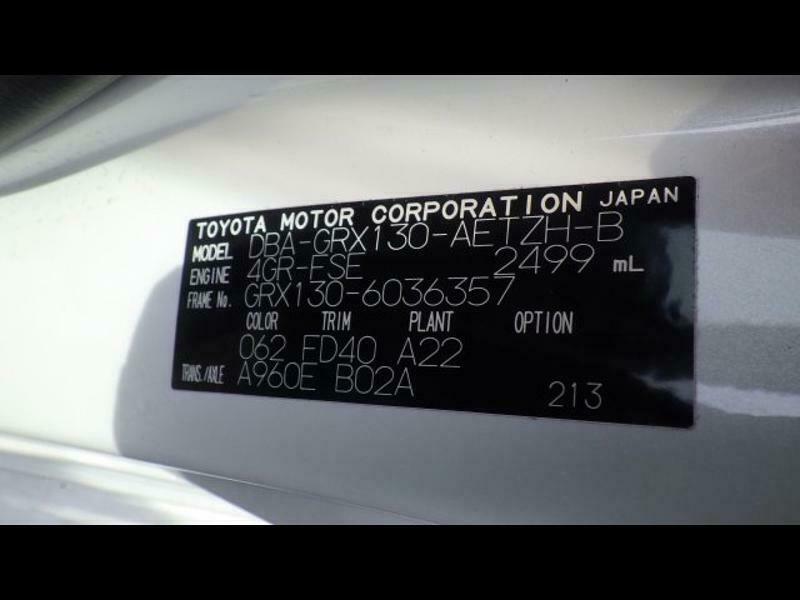 TOYOTA MOTOR CORPORATION JAPAN
MODEL DBA-GRX130-AETZH-B
ENGINE 4GR-FSE 2499 mL
FRAME No. GRX130-6036357
COLOR TRIM PLANT OPTION
062 FD40 A22
TRANS./AXLE A960E B02A 213